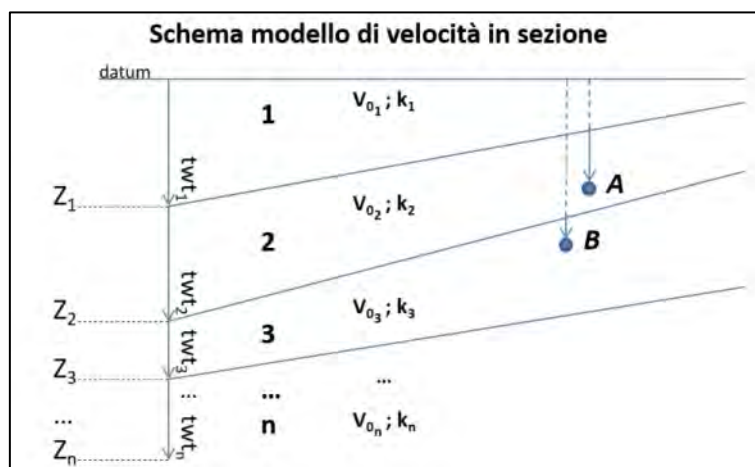 Schema modello di velocità in sezione
datum
1
V₀₁ ; k₁
twt₁
A
Z₁
V₀₂ ; k₂
2
B
twt₂
Z₂
V₀₃ ; k₃
3
twt₃
Z₃
... ... ...
... n V₀ₙ ; kₙ
twtₙ
Zₙ